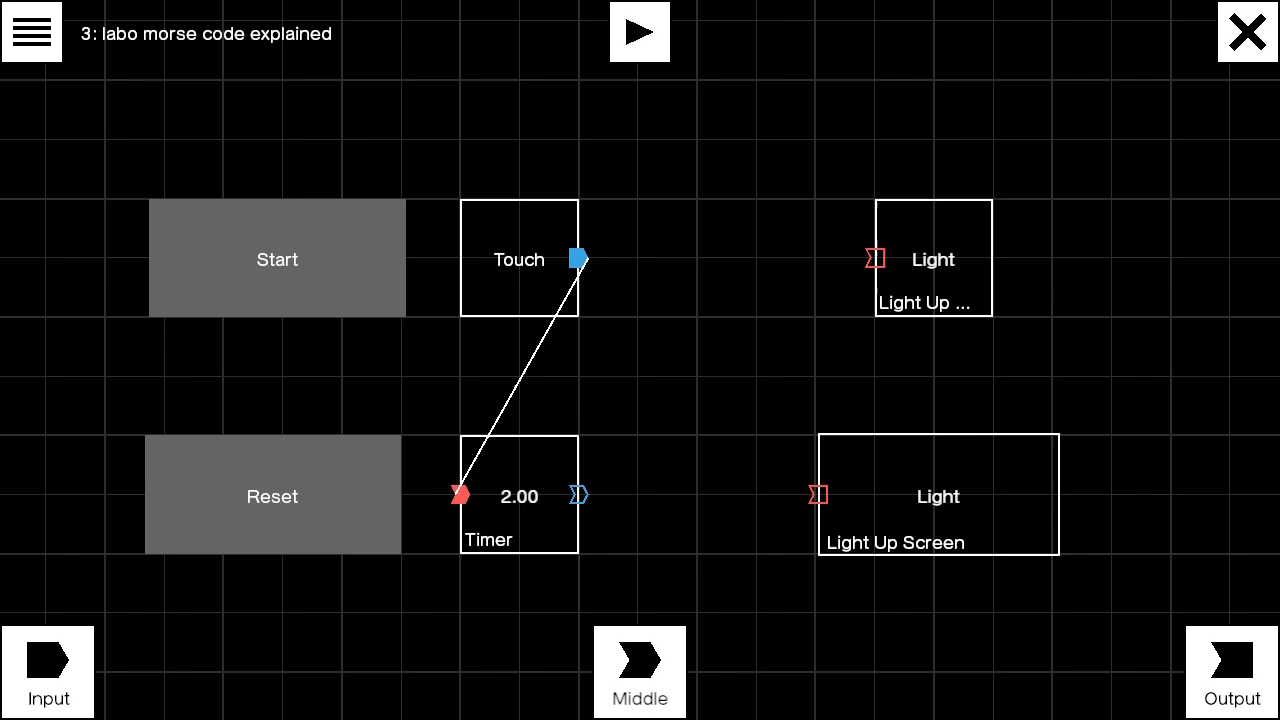 3: labo morse code explained
Start
Touch
Light
Light Up ...
Reset
2.00
Timer
Light
Light Up Screen
Input
Middle
Output